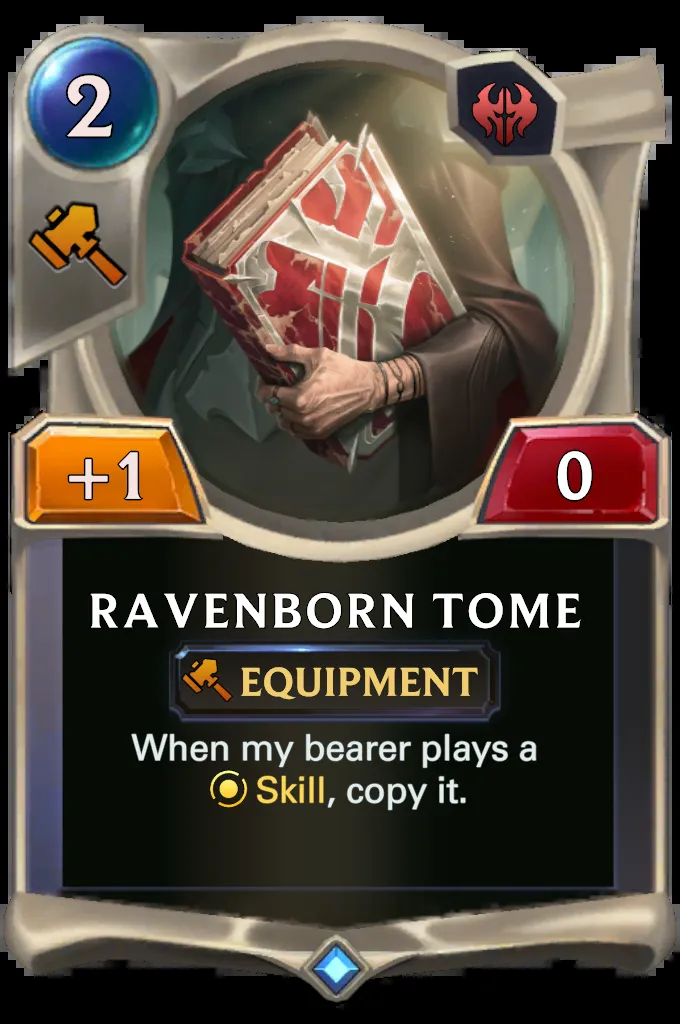 2
+1
0
RAVENBORN TOME
EQUIPMENT
When my bearer plays a
Skill, copy it.